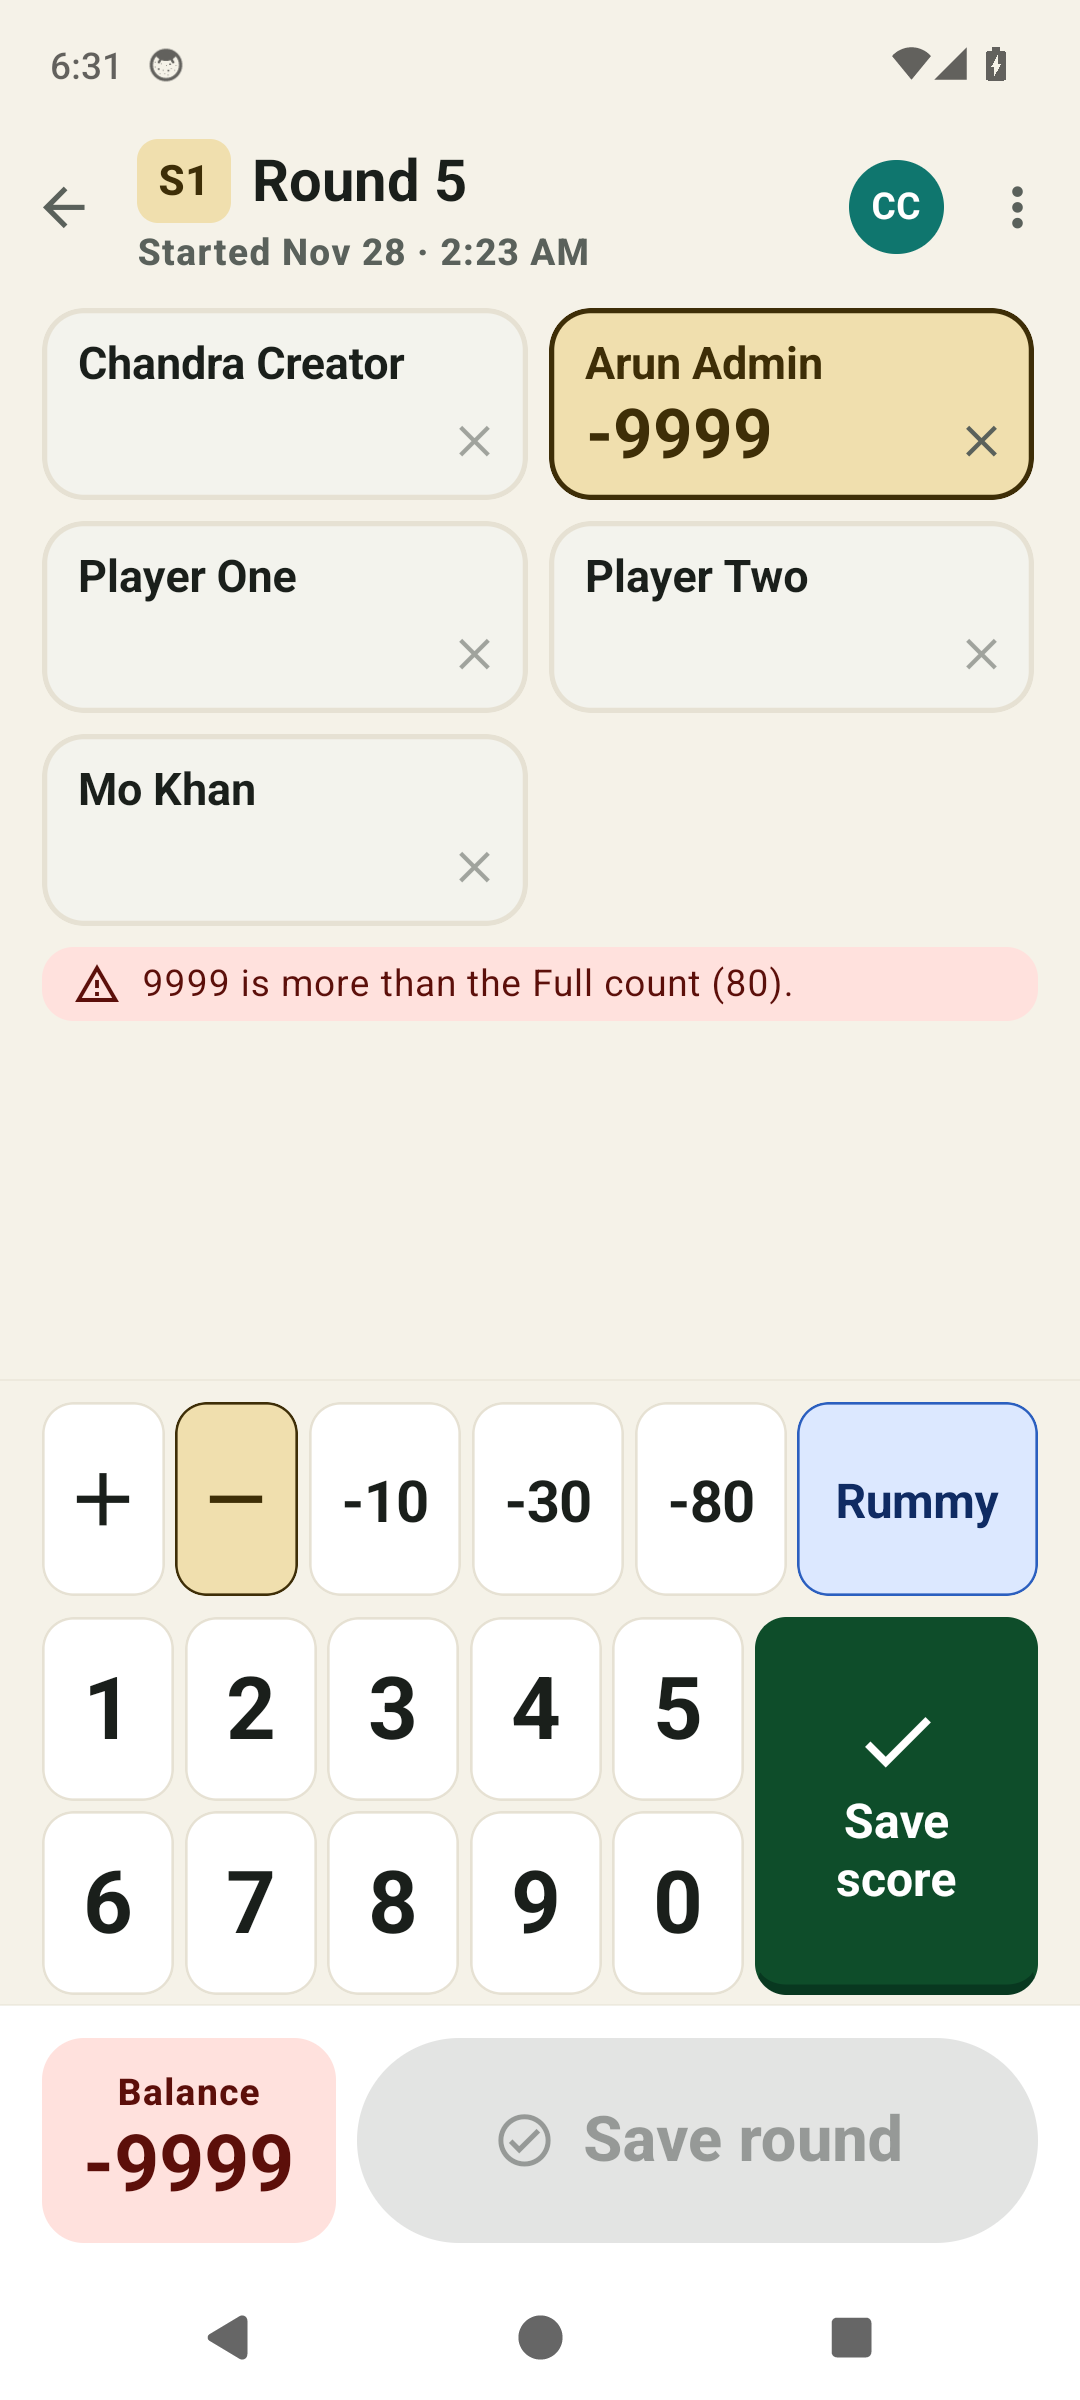 6:31
S1 Round 5
Started Nov 28 · 2:23 AM
CC
Chandra Creator
Arun Admin
-9999
Player One
Player Two
Mo Khan
9999 is more than the Full count (80).
+ − -10 -30 -80 Rummy
1 2 3 4 5
6 7 8 9 0
Save
score
Balance
-9999
Save round